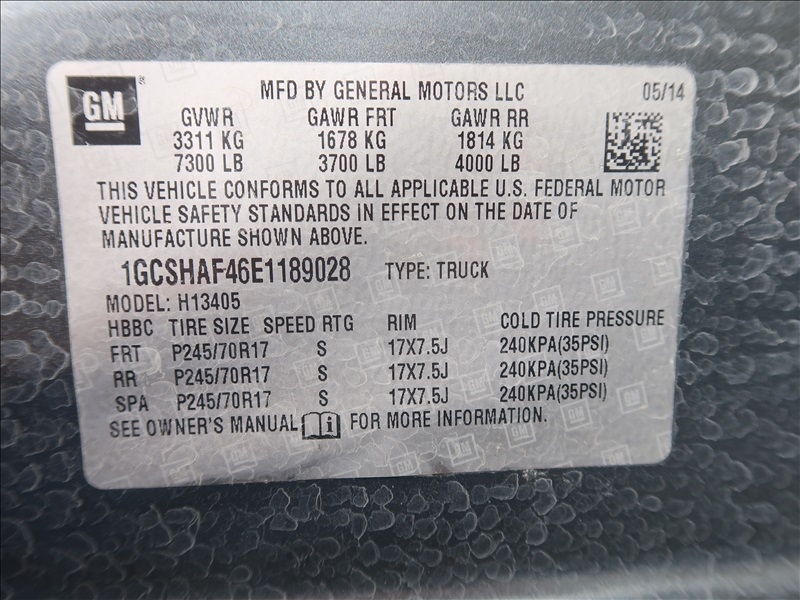 GM
MFD BY GENERAL MOTORS LLC 05/14
GVWR GAWR FRT GAWR RR
3311 KG 1678 KG 1814 KG
7300 LB 3700 LB 4000 LB
THIS VEHICLE CONFORMS TO ALL APPLICABLE U.S. FEDERAL MOTOR
VEHICLE SAFETY STANDARDS IN EFFECT ON THE DATE OF
MANUFACTURE SHOWN ABOVE.
1GCSHAF46E1189028 TYPE: TRUCK
MODEL: H13405
HBBC TIRE SIZE SPEED RTG RIM COLD TIRE PRESSURE
FRT P245/70R17 S 17X7.5J 240KPA(35PSI)
RR P245/70R17 S 17X7.5J 240KPA(35PSI)
SPA P245/70R17 S 17X7.5J 240KPA(35PSI)
SEE OWNER'S MANUAL FOR MORE INFORMATION.